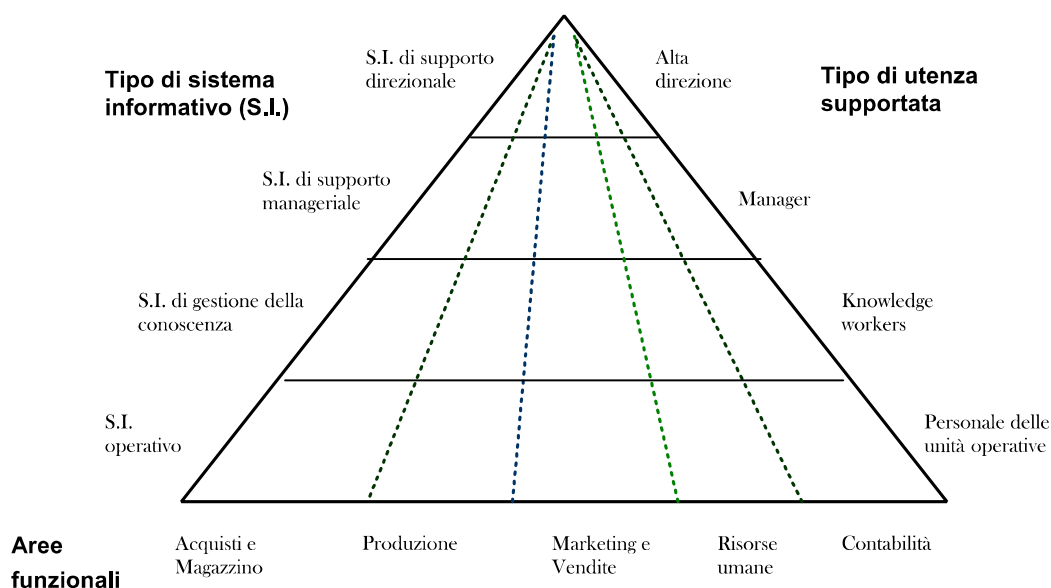 S.I. di supporto
direzionale
Alta
direzione
Tipo di sistema
informativo (S.I.)
Tipo di utenza
supportata
S.I. di supporto
manageriale
Manager
S.I. di gestione della
conoscenza
Knowledge
workers
S.I.
operativo
Personale delle
unità operative
Aree
funzionali
Acquisti e
Magazzino
Produzione
Marketing e
Vendite
Risorse
umane
Contabilità